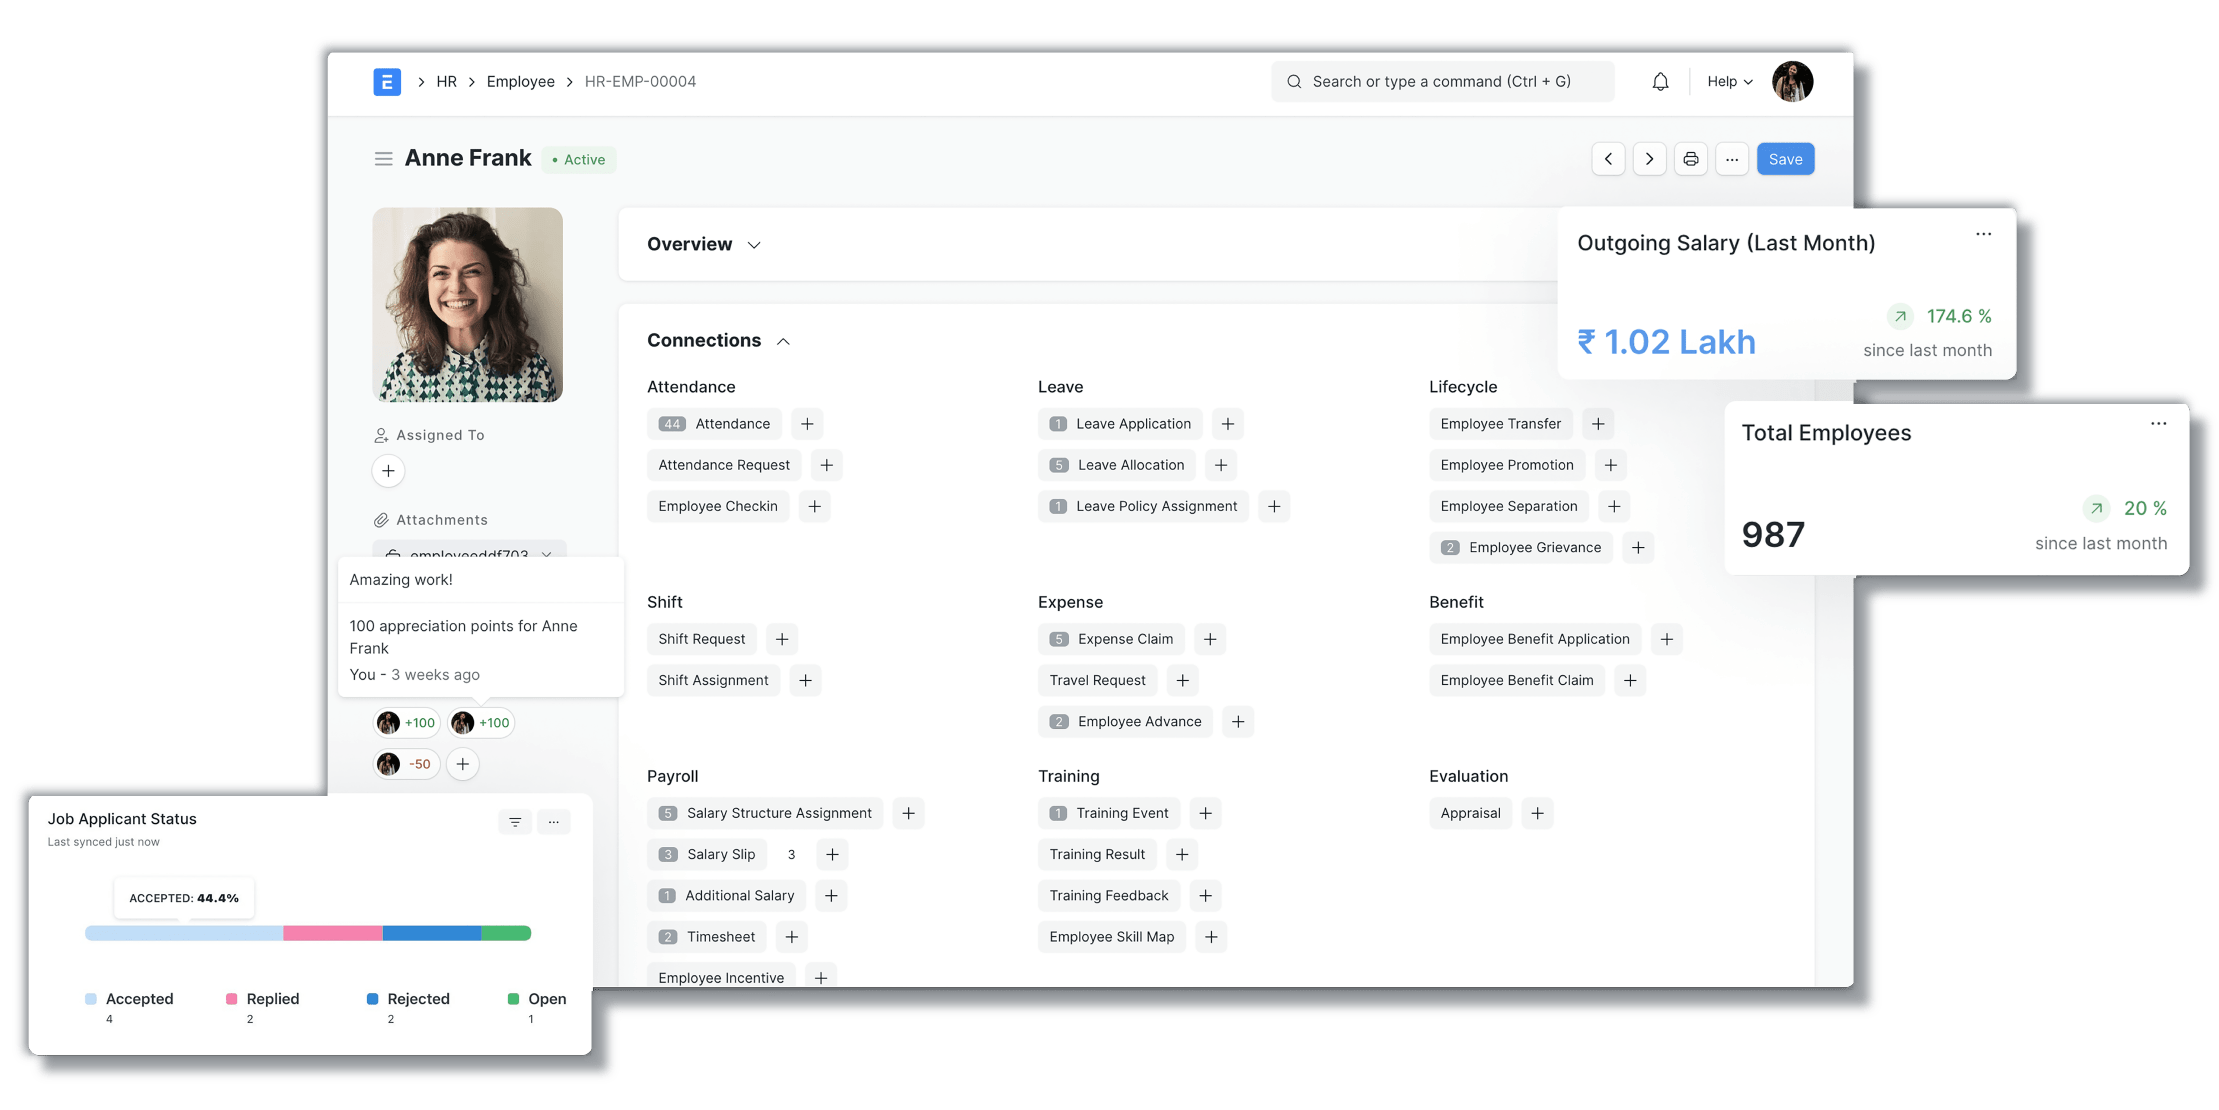 E > HR > Employee > HR-EMP-00004
Search or type a command (Ctrl + G)
Help
Anne Frank
• Active
Save
Assigned To
Attachments
employeeddf703
Amazing work!
100 appreciation points for Anne
Frank
You - 3 weeks ago
+100
+100
-50
Overview
Connections
Attendance
44 Attendance
Attendance Request
Employee Checkin
Leave
1 Leave Application
5 Leave Allocation
1 Leave Policy Assignment
Lifecycle
Employee Transfer
Employee Promotion
Employee Separation
2 Employee Grievance
Shift
Shift Request
Shift Assignment
Expense
5 Expense Claim
Travel Request
2 Employee Advance
Benefit
Employee Benefit Application
Employee Benefit Claim
Payroll
5 Salary Structure Assignment
3 Salary Slip 3
1 Additional Salary
2 Timesheet
Employee Incentive
Training
1 Training Event
Training Result
Training Feedback
Employee Skill Map
Evaluation
Appraisal
Outgoing Salary (Last Month)
₹ 1.02 Lakh
174.6 %
since last month
Total Employees
987
20 %
since last month
Job Applicant Status
Last synced just now
ACCEPTED: 44.4%
Accepted
4
Replied
2
Rejected
2
Open
1